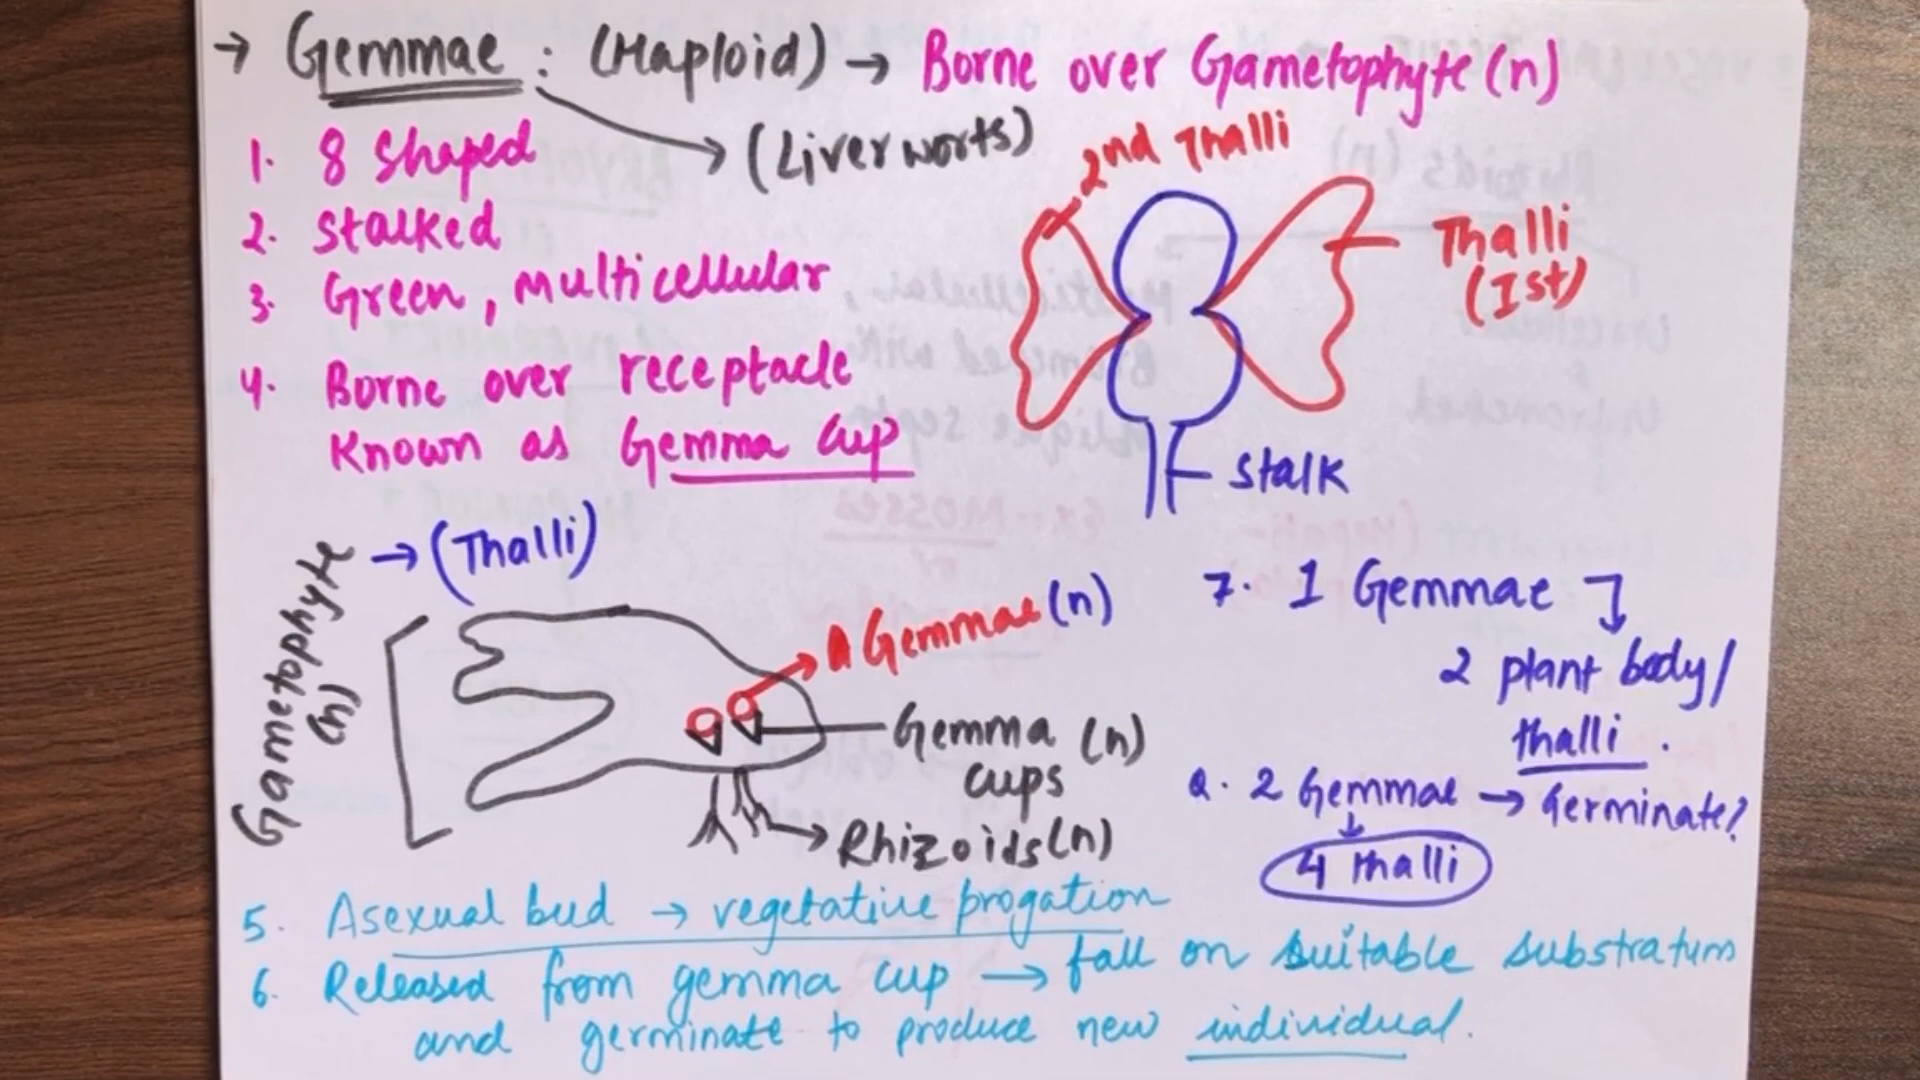 → Gemmae : (Haploid) → Borne over Gametophyte (n)
→ (Liverworts)
1. 8 Shaped
2. Stalked
3. Green, Multicellular
4. Borne over receptacle
Known as Gemma Cup
2nd Thalli
Thalli
(Ist)
Stalk
→ (Thalli)
Gametophyte
(n)
Gemmae (n)
Gemma (n)
cups
Rhizoids (n)
7. 1 Gemmae
2 plant body/
thalli.
Q. 2 Gemmae → Germinate?
4 thalli
5. Asexual bud → vegetative progation
6. Released from gemma cup → fall on suitable substratum
and germinate to produce new individual.